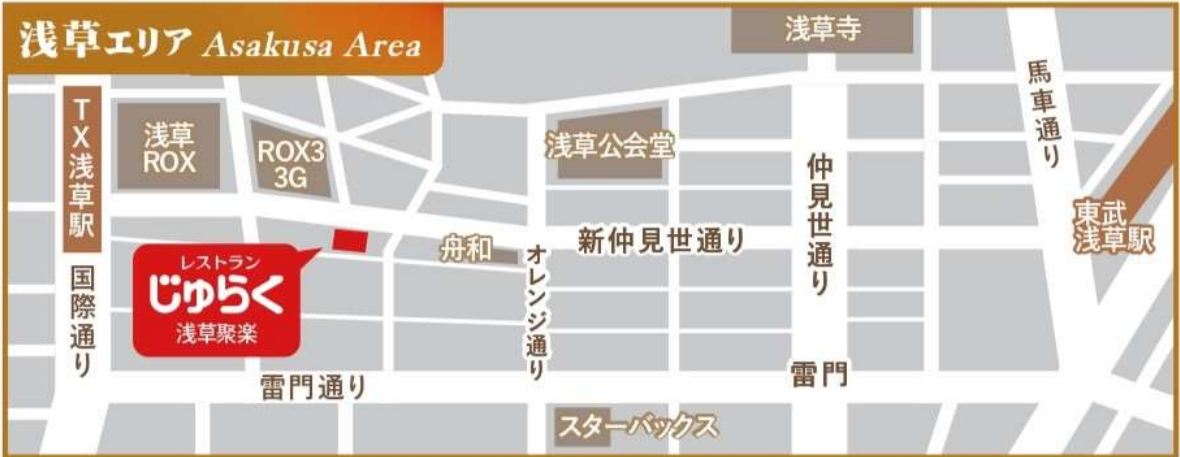 浅草エリア Asakusa Area
浅草寺
馬車通り
TX浅草駅
浅草
ROX
ROX3
3G
浅草公会堂
仲見世通り
東武
浅草駅
新仲見世通り
舟和
オレンジ通り
レストラン
じゅらく
浅草聚楽
国際通り
雷門通り
雷門
スターバックス